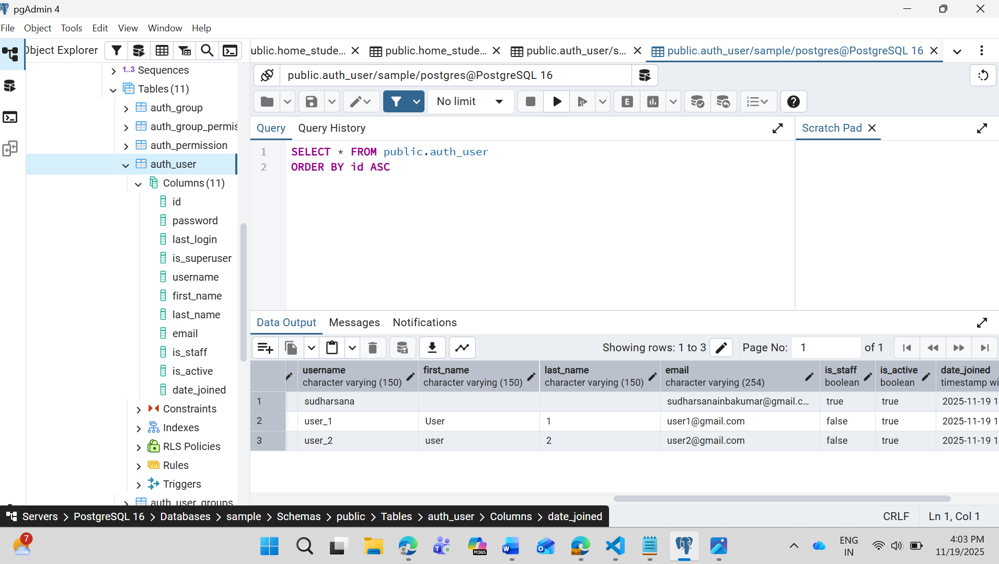 pgAdmin 4
File Object Tools Edit View Window Help
Object Explorer
ublic.home_stude... public.home_stude... public.auth_user/s... public.auth_user/sample/postgres@PostgreSQL 16
public.auth_user/sample/postgres@PostgreSQL 16
No limit
E
1..3 Sequences
Tables (11)
auth_group
auth_group_permis
auth_permission
auth_user
Columns (11)
id
password
last_login
is_superuser
username
first_name
last_name
email
is_staff
is_active
date_joined
Constraints
Indexes
RLS Policies
Rules
Triggers
auth_user_groups
Query Query History
Scratch Pad
1 SELECT * FROM public.auth_user
2 ORDER BY id ASC
Data Output Messages Notifications
Showing rows: 1 to 3 Page No: 1 of 1
username first_name last_name email is_staff is_active date_joined
character varying (150) character varying (150) character varying (150) character varying (254) boolean boolean timestamp wi
1 sudharsana sudharsanainbakumar@gmail.c... true true 2025-11-19 1
2 user_1 User 1 user1@gmail.com false true 2025-11-19 1
3 user_2 user 2 user2@gmail.com false true 2025-11-19 1
Servers PostgreSQL 16 Databases sample Schemas public Tables auth_user Columns date_joined
CRLF Ln 1, Col 1
7
M365
ENG
IN
4:03 PM
11/19/2025